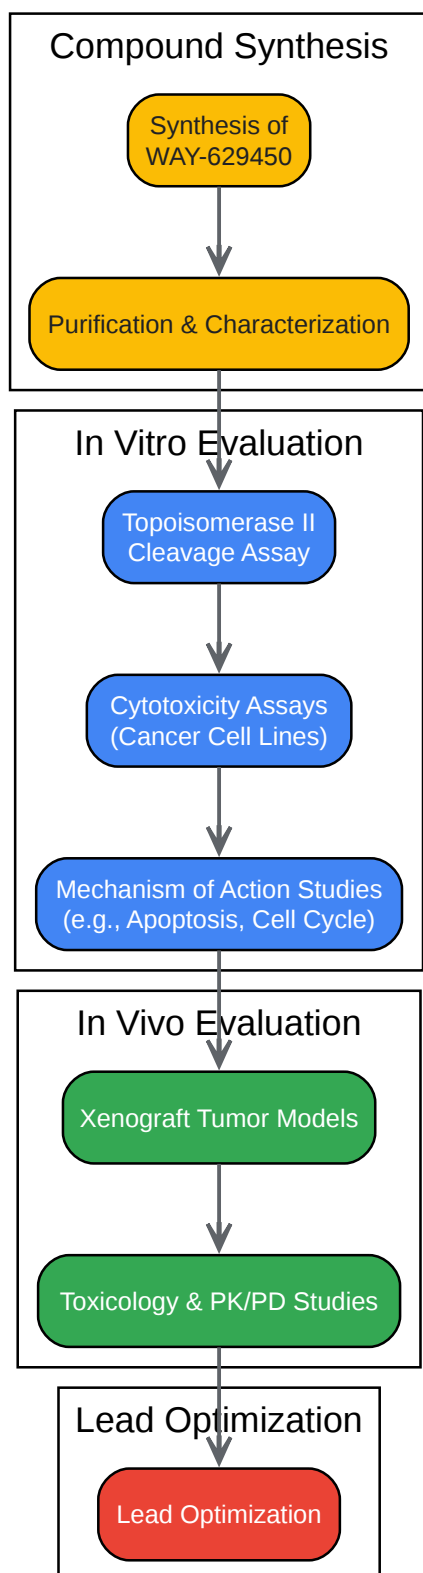 Compound Synthesis
Synthesis of
WAY-629450
Purification & Characterization
In Vitro Evaluation
Topoisomerase II
Cleavage Assay
Cytotoxicity Assays
(Cancer Cell Lines)
Mechanism of Action Studies
(e.g., Apoptosis, Cell Cycle)
In Vivo Evaluation
Xenograft Tumor Models
Toxicology & PK/PD Studies
Lead Optimization
Lead Optimization